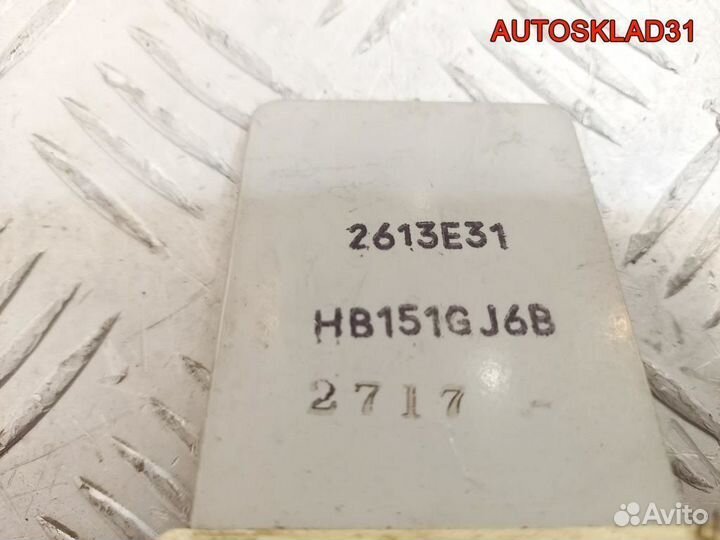 AUTOSKLAD31
2613E31
HB151GJ6B
2717 -
Avito